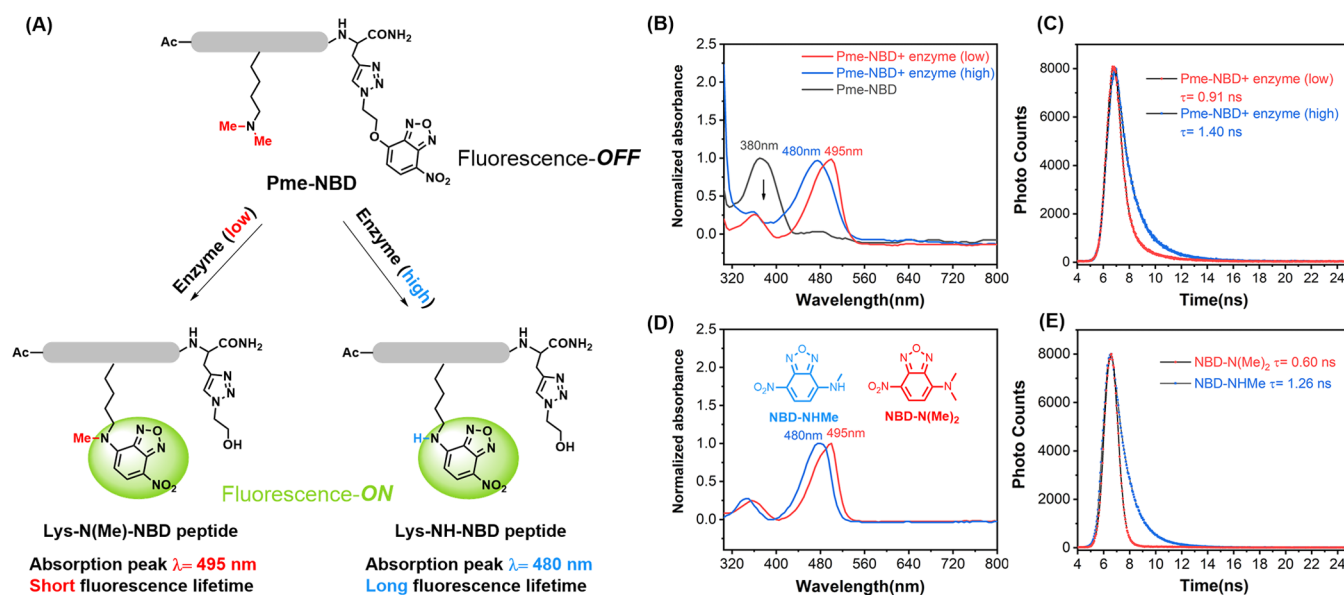 (A)
Ac
H
N
CONH₂
N
N
N
O
N
O
N
NO₂
Me
N
Me
Pme-NBD
Fluorescence-OFF
Enzyme (low)
Enzyme (high)
Ac
H
N
CONH₂
N
N
N
OH
Me
N
N
O
N
NO₂
Fluorescence-ON
Lys-N(Me)-NBD peptide
Absorption peak λ= 495 nm
Short fluorescence lifetime
Ac
H
N
CONH₂
N
N
N
OH
H
N
N
O
N
NO₂
Lys-NH-NBD peptide
Absorption peak λ= 480 nm
Long fluorescence lifetime
(B)
Normalized absorbance
2.5
2.0
1.5
1.0
0.5
0.0
Pme-NBD+ enzyme (low)
Pme-NBD+ enzyme (high)
Pme-NBD
380nm
480nm
495nm
320 400 480 560 640 720 800
Wavelength(nm)
(C)
Photo Counts
8000
6000
4000
2000
0
Pme-NBD+ enzyme (low)
τ= 0.91 ns
Pme-NBD+ enzyme (high)
τ= 1.40 ns
4 6 8 10 12 14 16 18 20 22 24
Time(ns)
(D)
Normalized absorbance
2.5
2.0
1.5
1.0
0.5
0.0
O
N
N
O₂N
NH
NBD-NHMe
O
N
N
O₂N
N
NBD-N(Me)₂
480nm
495nm
320 400 480 560 640 720 800
Wavelength(nm)
(E)
Photo Counts
8000
6000
4000
2000
0
NBD-N(Me)₂ τ= 0.60 ns
NBD-NHMe τ= 1.26 ns
4 6 8 10 12 14 16 18 20 22 24
Time(ns)